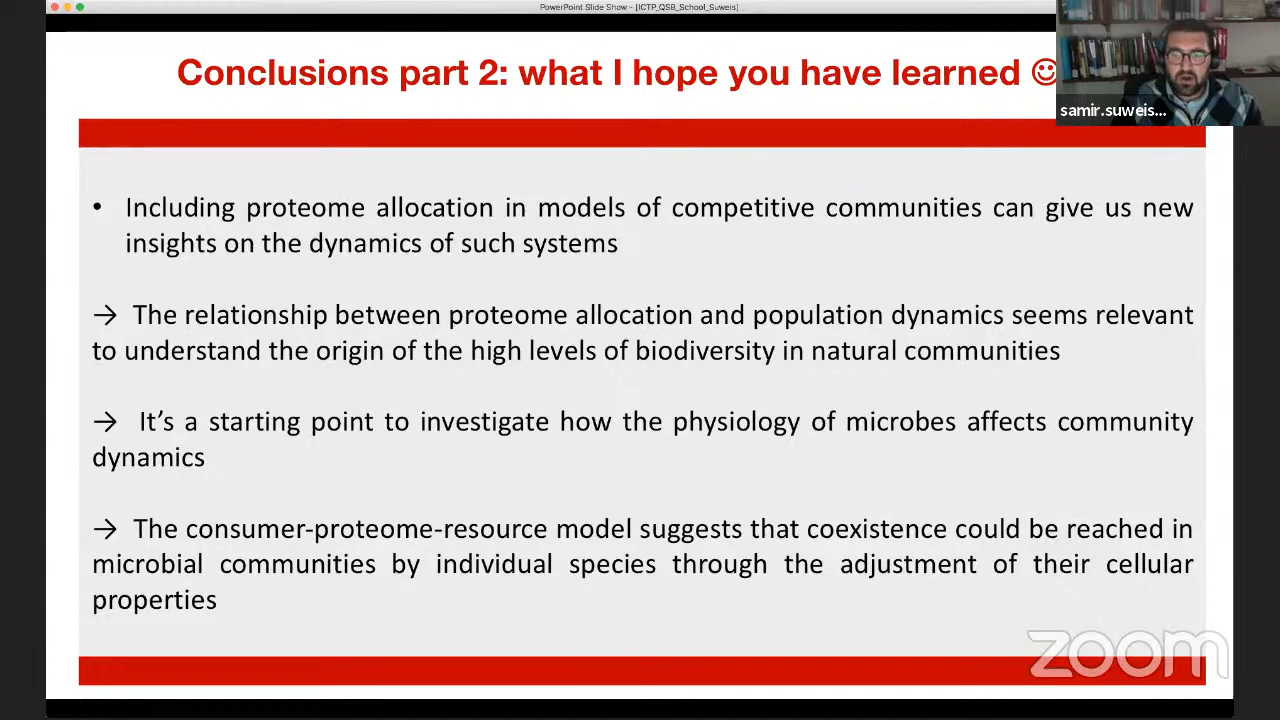 PowerPoint Slide Show - [ICTP_QSB_School_Suweis]
Conclusions part 2: what I hope you have learned ☺
samir.suweis...
• Including proteome allocation in models of competitive communities can give us new
insights on the dynamics of such systems
→ The relationship between proteome allocation and population dynamics seems relevant
to understand the origin of the high levels of biodiversity in natural communities
→ It’s a starting point to investigate how the physiology of microbes affects community
dynamics
→ The consumer-proteome-resource model suggests that coexistence could be reached in
microbial communities by individual species through the adjustment of their cellular
properties
zoom